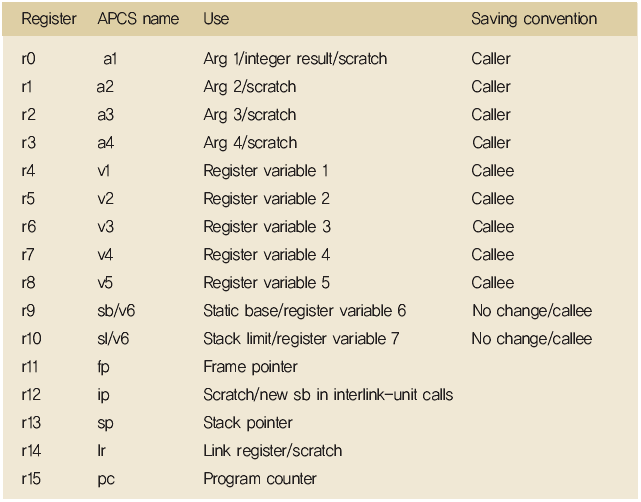 Register APCS name Use Saving convention
r0 a1 Arg 1/integer result/scratch Caller
r1 a2 Arg 2/scratch Caller
r2 a3 Arg 3/scratch Caller
r3 a4 Arg 4/scratch Caller
r4 v1 Register variable 1 Callee
r5 v2 Register variable 2 Callee
r6 v3 Register variable 3 Callee
r7 v4 Register variable 4 Callee
r8 v5 Register variable 5 Callee
r9 sb/v6 Static base/register variable 6 No change/callee
r10 sl/v6 Stack limit/register variable 7 No change/callee
r11 fp Frame pointer
r12 ip Scratch/new sb in interlink-unit calls
r13 sp Stack pointer
r14 lr Link register/scratch
r15 pc Program counter